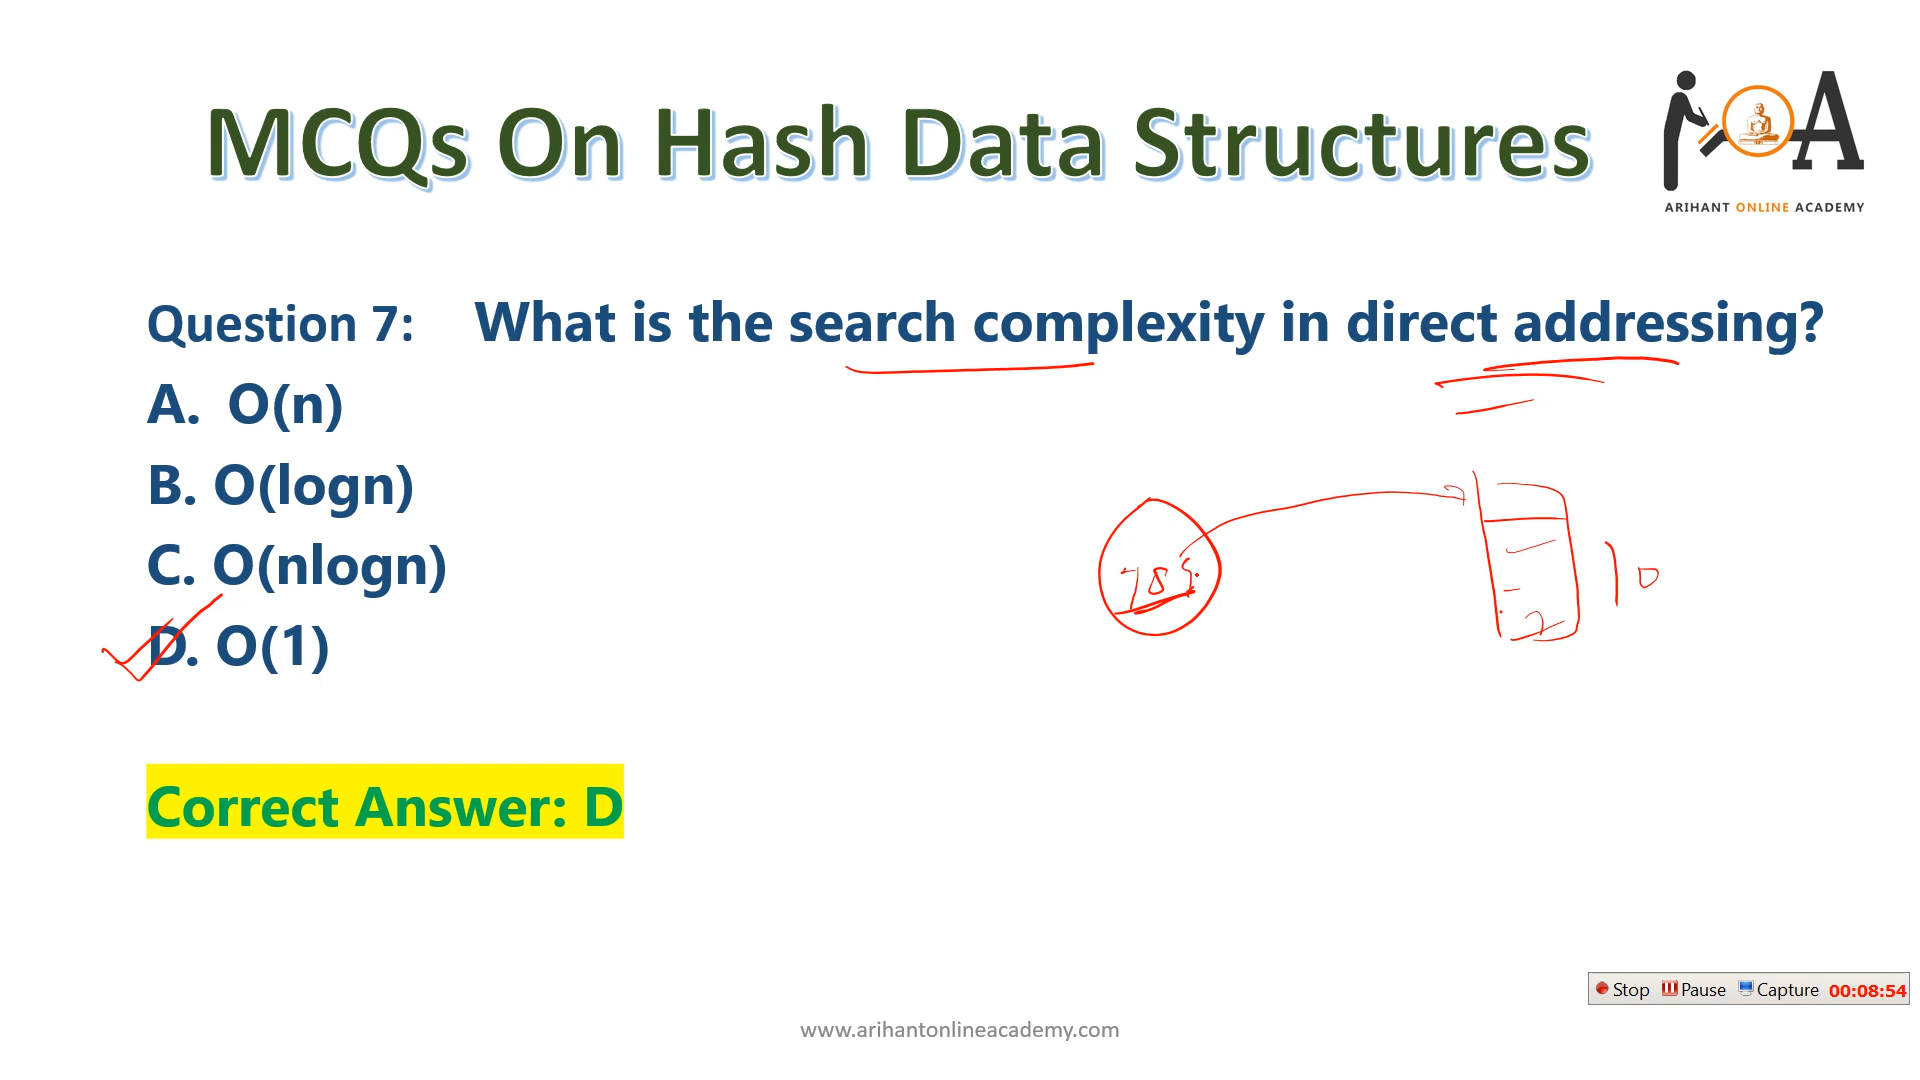 MCQs On Hash Data Structures
ARIHANT ONLINE ACADEMY
Question 7: What is the search complexity in direct addressing?
A. O(n)
B. O(logn)
C. O(nlogn)
D. O(1)
10
Correct Answer: D
Stop Pause Capture 00:08:54
www.arihantonlineacademy.com